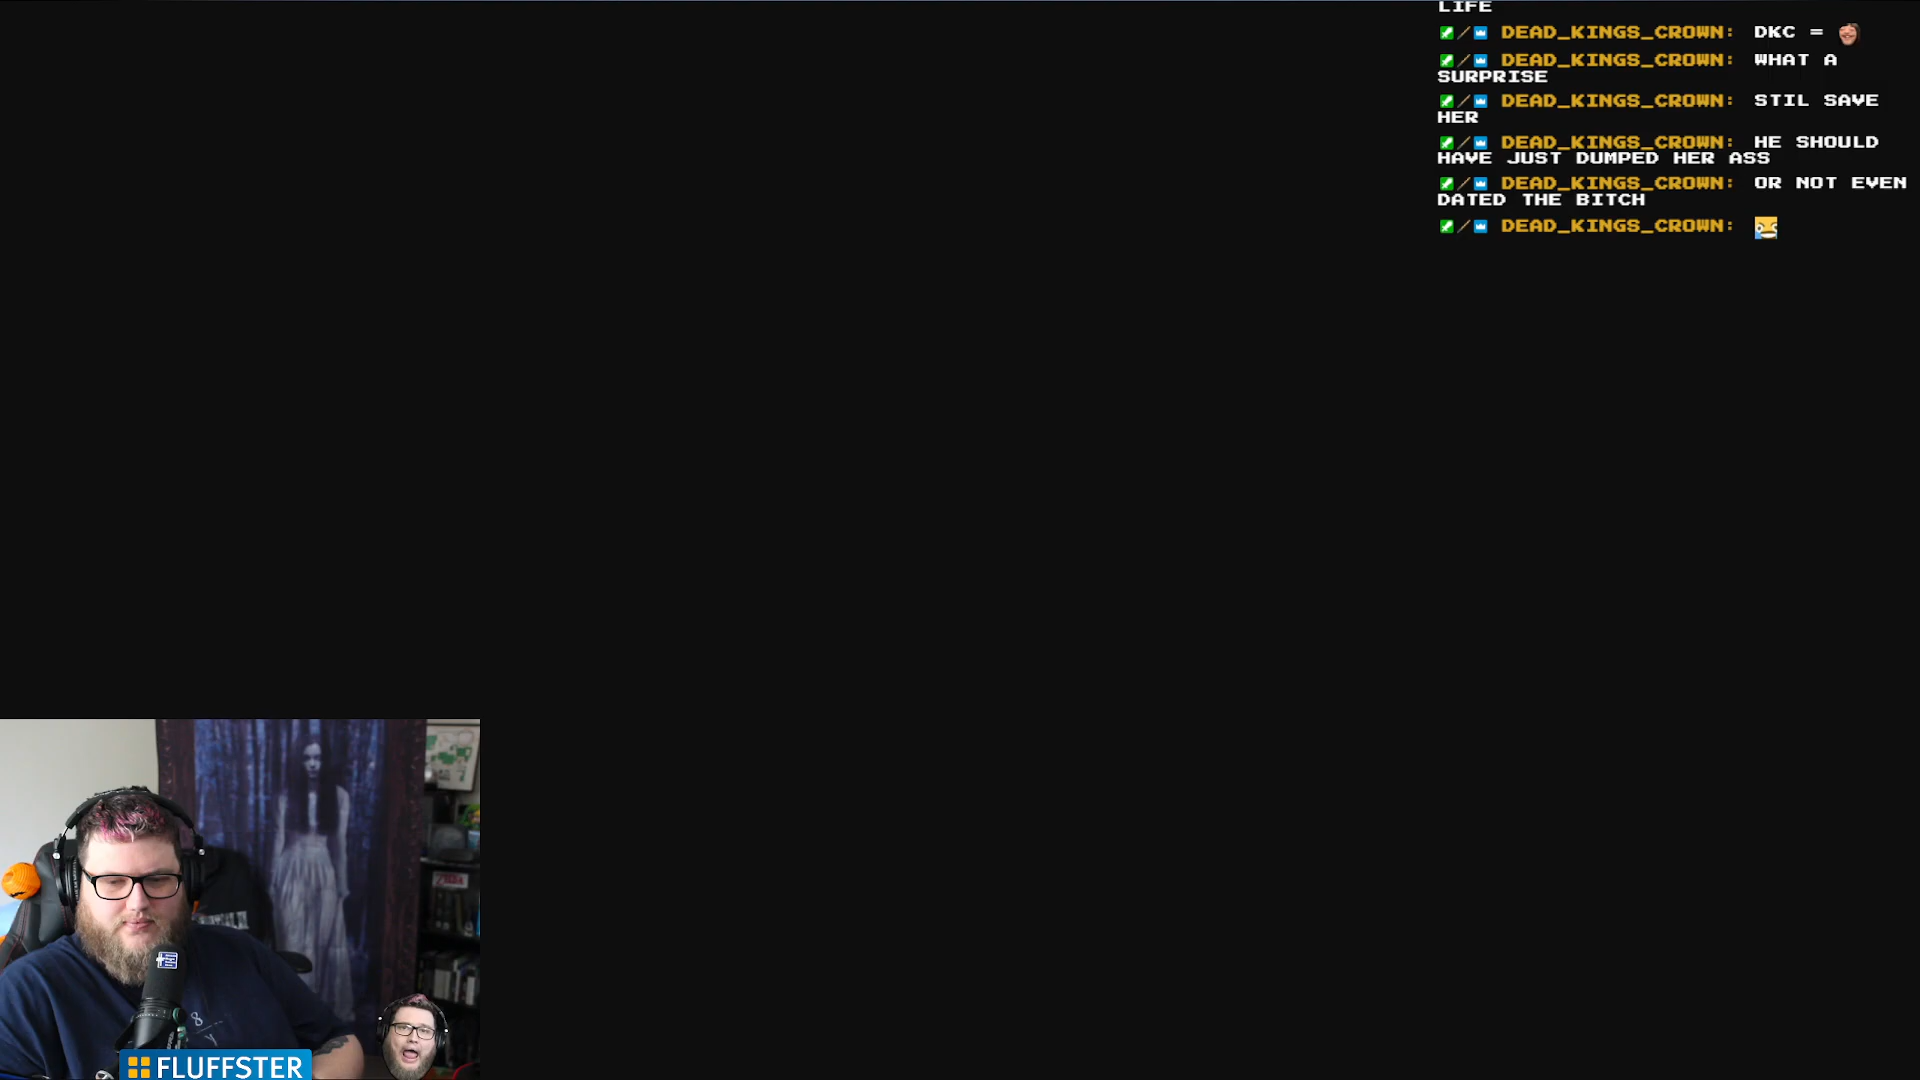 LIFE
DEAD_KINGS_CROWN: DKC =
DEAD_KINGS_CROWN: WHAT A
SURPRISE
DEAD_KINGS_CROWN: STIL SAVE
HER
DEAD_KINGS_CROWN: HE SHOULD
HAVE JUST DUMPED HER ASS
DEAD_KINGS_CROWN: OR NOT EVEN
DATED THE BITCH
DEAD_KINGS_CROWN:
FLUFFSTER